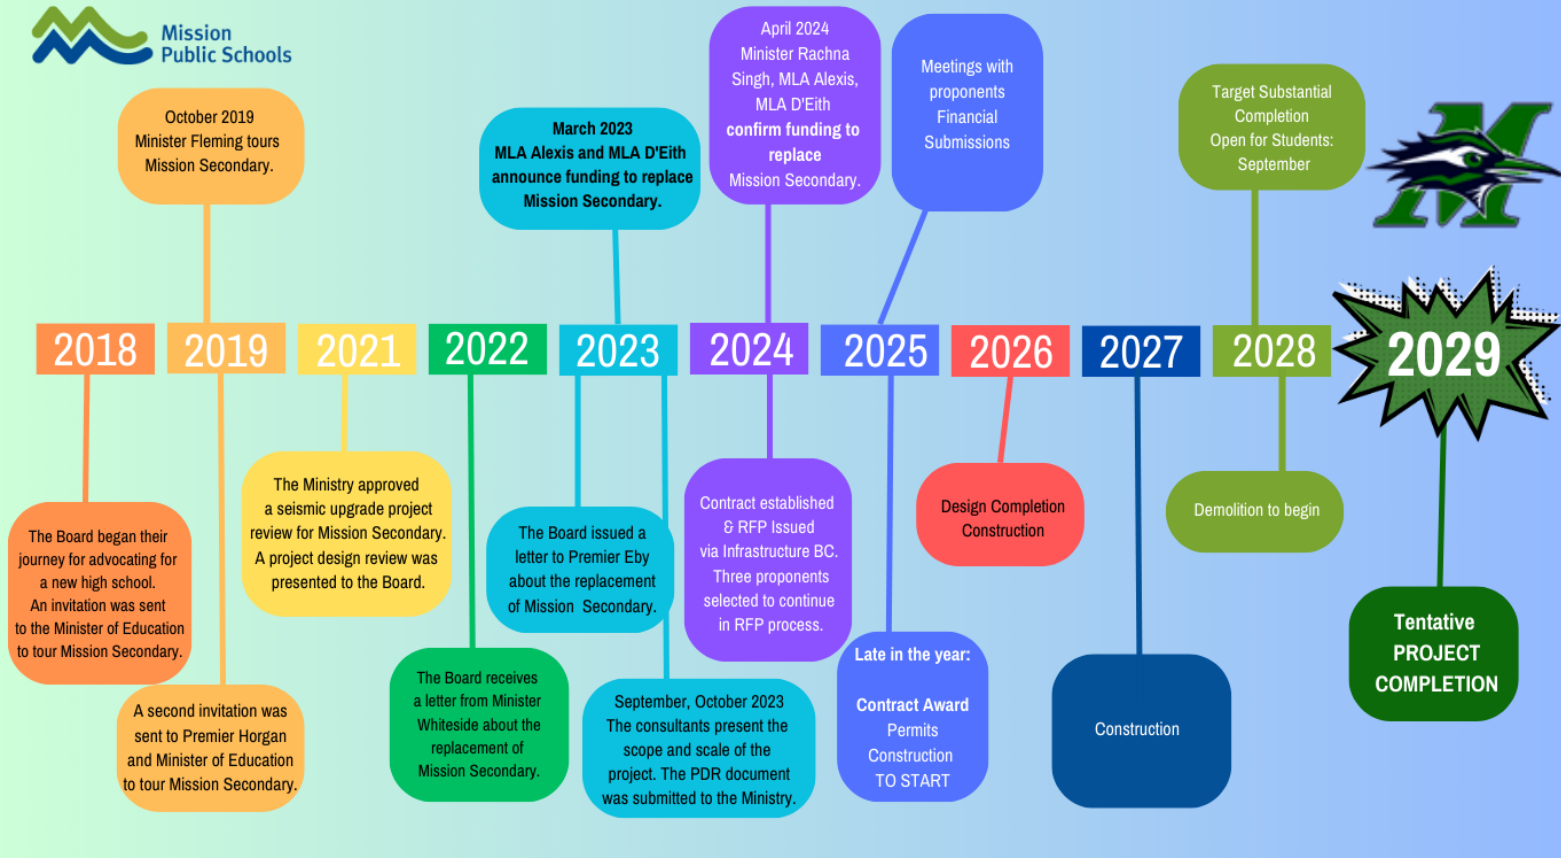 Mission
Public Schools
October 2019
Minister Fleming tours
Mission Secondary.
March 2023
MLA Alexis and MLA D'Eith
announce funding to replace
Mission Secondary.
April 2024
Minister Rachna
Singh, MLA Alexis,
MLA D'Eith
confirm funding to
replace
Mission Secondary.
Meetings with
proponents
Financial
Submissions
Target Substantial
Completion
Open for Students:
September
M
2018
2019
2021
2022
2023
2024
2025
2026
2027
2028
2029
The Board began their
journey for advocating for
a new high school.
An invitation was sent
to the Minister of Education
to tour Mission Secondary.
A second invitation was
sent to Premier Horgan
and Minister of Education
to tour Mission Secondary.
The Ministry approved
a seismic upgrade project
review for Mission Secondary.
A project design review was
presented to the Board.
The Board receives
a letter from Minister
Whiteside about the
replacement of
Mission Secondary.
The Board issued a
letter to Premier Eby
about the replacement
of Mission Secondary.
September, October 2023
The consultants present the
scope and scale of the
project. The PDR document
was submitted to the Ministry.
Contract established
& RFP Issued
via Infrastructure BC.
Three proponents
selected to continue
in RFP process.
Late in the year:
Contract Award
Permits
Construction
TO START
Design Completion
Construction
Construction
Demolition to begin
Tentative
PROJECT
COMPLETION